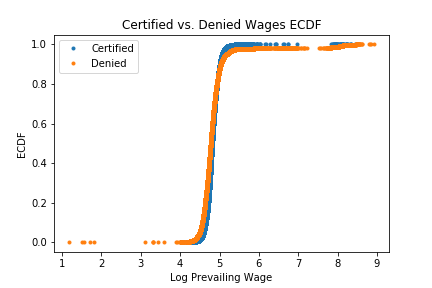 Certified vs. Denied Wages ECDF
Certified
Denied
ECDF
1.0
0.8
0.6
0.4
0.2
0.0
1 2 3 4 5 6 7 8 9
Log Prevailing Wage